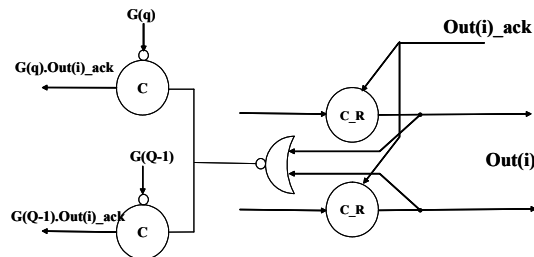 G(q)
Out(i)_ack
G(q).Out(i)_ack
C
C_R
G(Q-1)
Out(i)
C_R
G(Q-1).Out(i)_ack
C